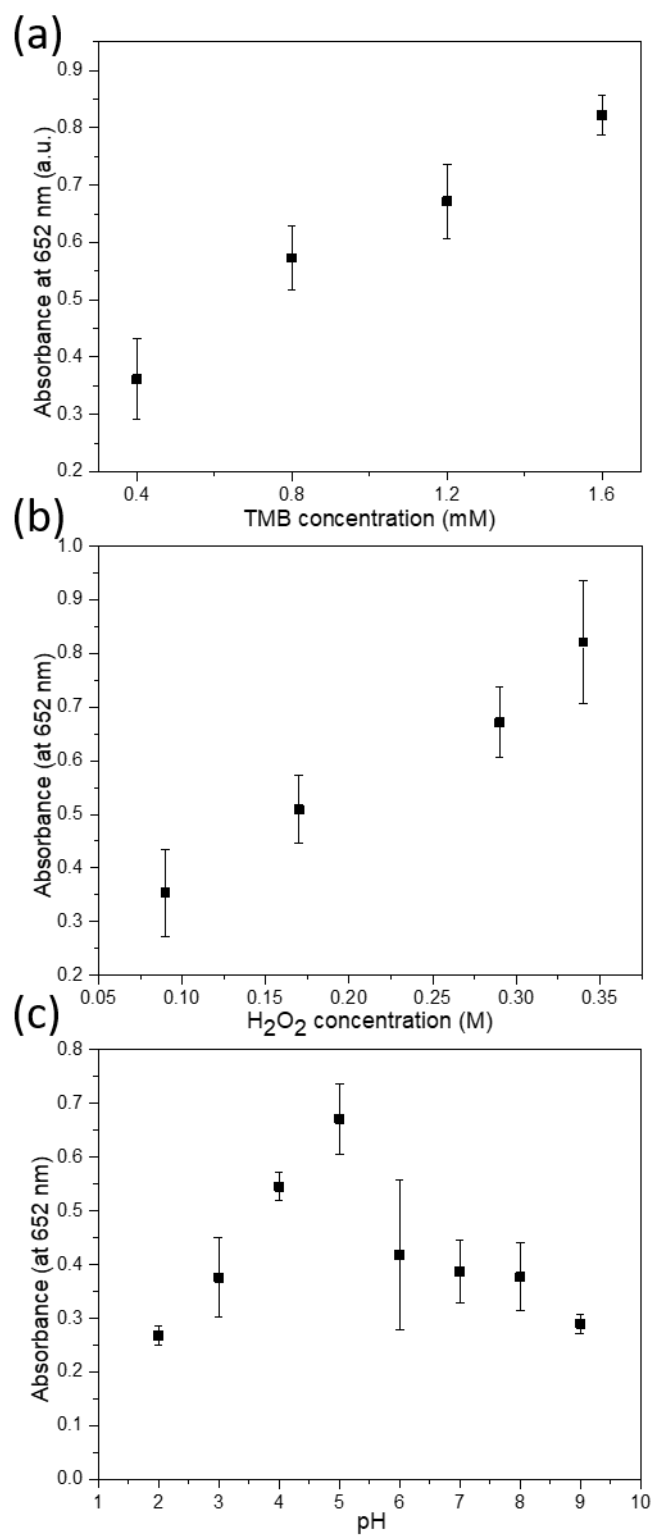 (a)
Absorbance at 652 nm (a.u.)
0.9
0.8
0.7
0.6
0.5
0.4
0.3
0.2
0.4 0.8 1.2 1.6
TMB concentration (mM)
(b)
Absorbance (at 652 nm)
1.0
0.9
0.8
0.7
0.6
0.5
0.4
0.3
0.2
0.05 0.10 0.15 0.20 0.25 0.30 0.35
H2O2 concentration (M)
(c)
Absorbance (at 652 nm)
0.8
0.7
0.6
0.5
0.4
0.3
0.2
0.1
0.0
1 2 3 4 5 6 7 8 9 10
pH